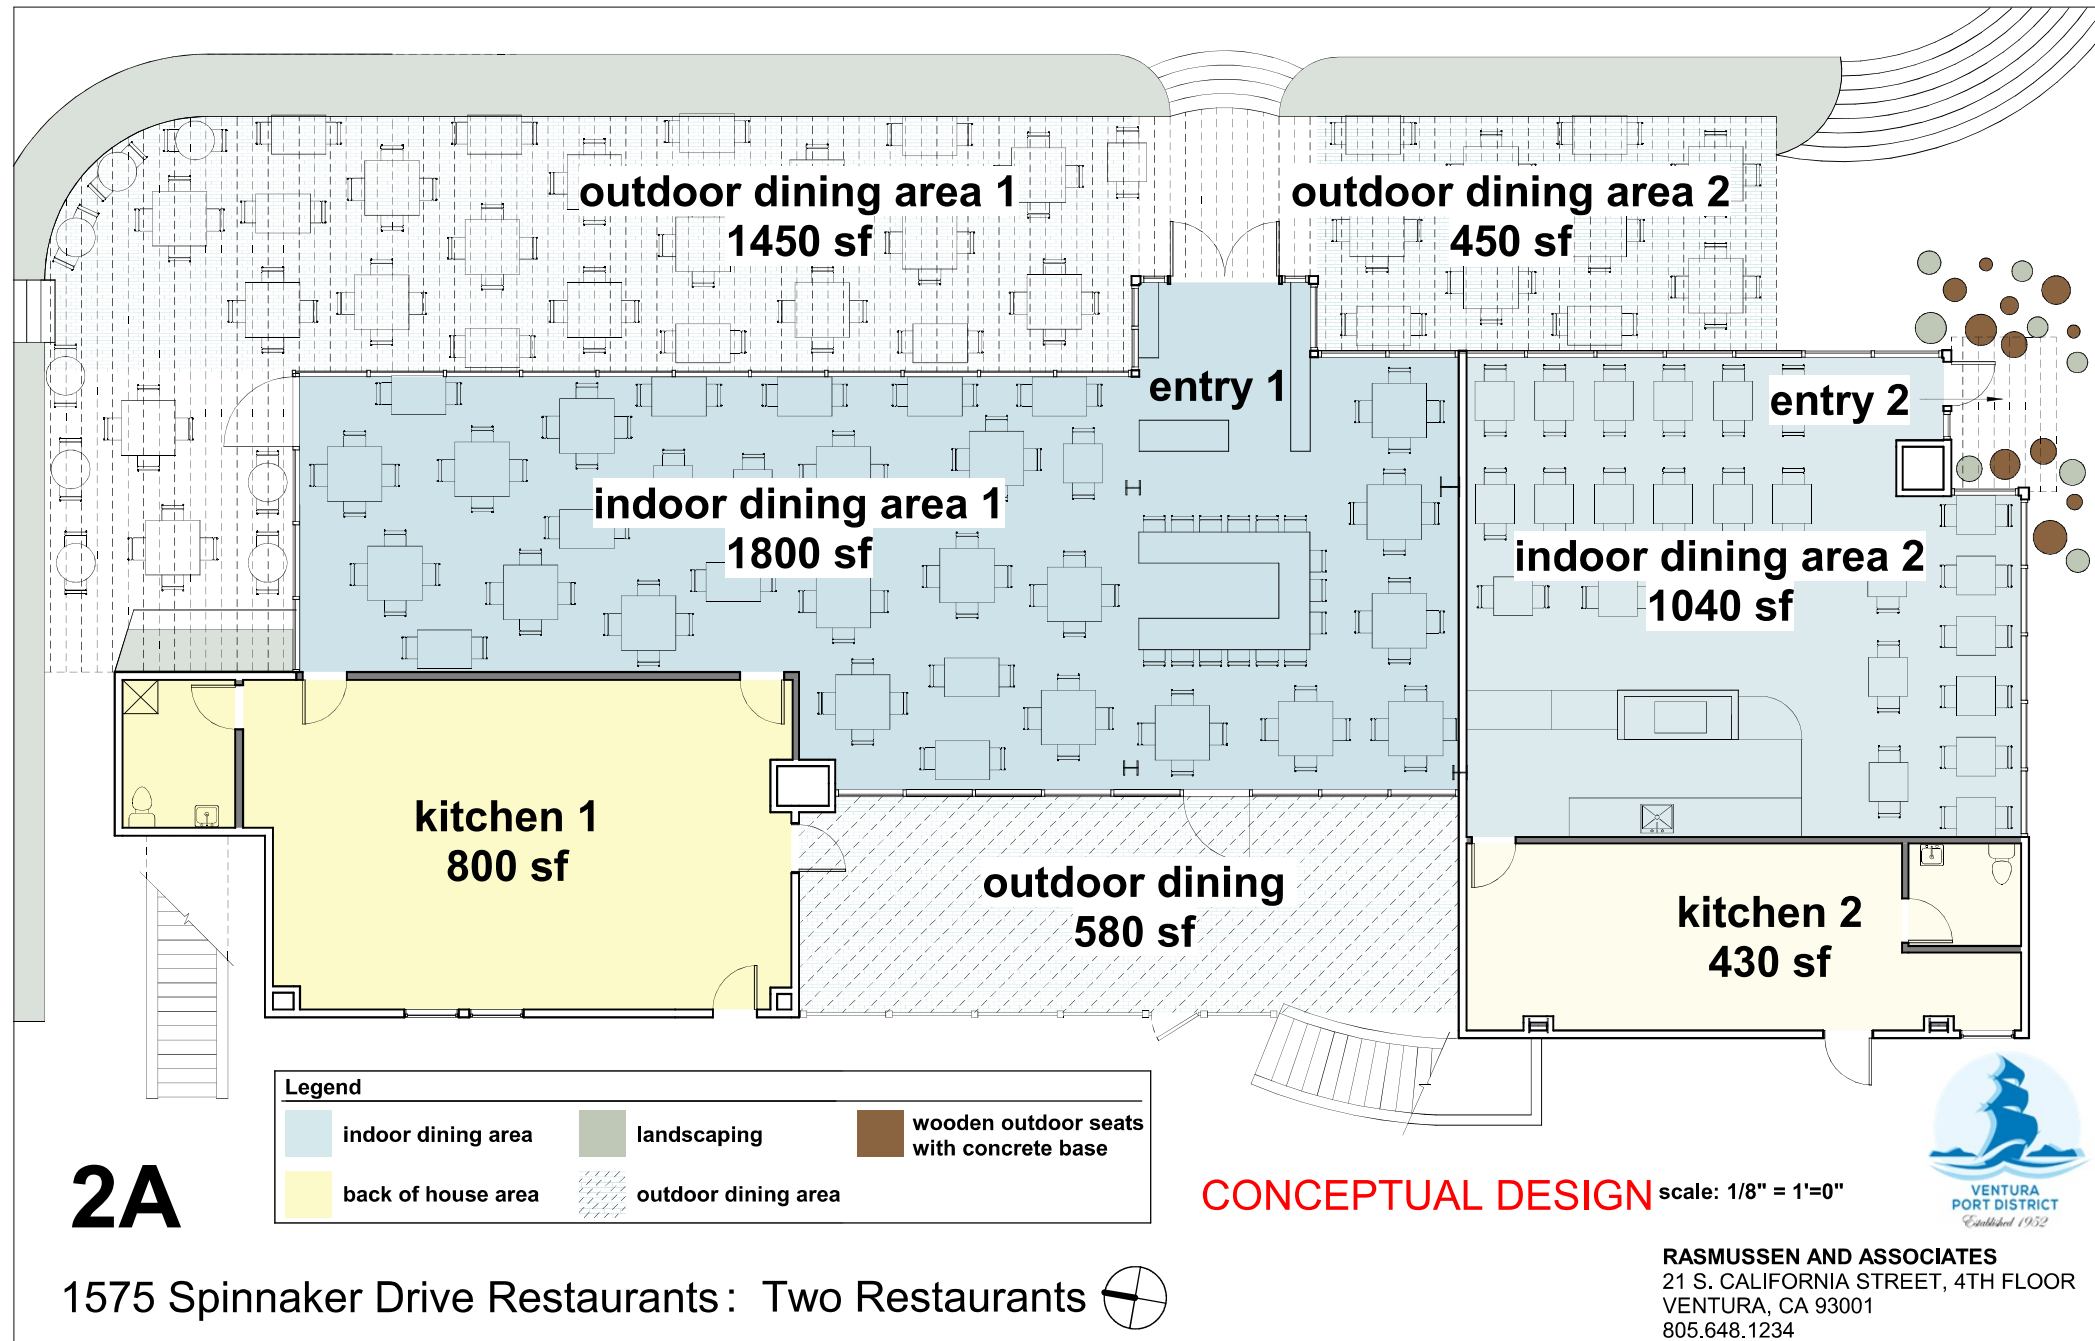 outdoor dining area 1
1450 sf
outdoor dining area 2
450 sf
entry 1
entry 2
indoor dining area 1
1800 sf
indoor dining area 2
1040 sf
kitchen 1
800 sf
outdoor dining
580 sf
kitchen 2
430 sf
Legend
indoor dining area
landscaping
wooden outdoor seats
with concrete base
back of house area
outdoor dining area
2A
CONCEPTUAL DESIGN
scale: 1/8" = 1'=0"
VENTURA
PORT DISTRICT
Established 1952
1575 Spinnaker Drive Restaurants: Two Restaurants
RASMUSSEN AND ASSOCIATES
21 S. CALIFORNIA STREET, 4TH FLOOR
VENTURA, CA 93001
805.648.1234